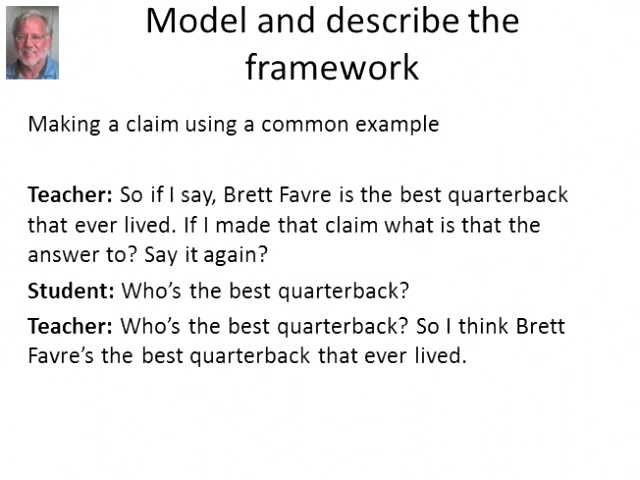 Model and describe the
framework
Making a claim using a common example
Teacher: So if I say, Brett Favre is the best quarterback
that ever lived. If I made that claim what is that the
answer to? Say it again?
Student: Who’s the best quarterback?
Teacher: Who’s the best quarterback? So I think Brett
Favre’s the best quarterback that ever lived.